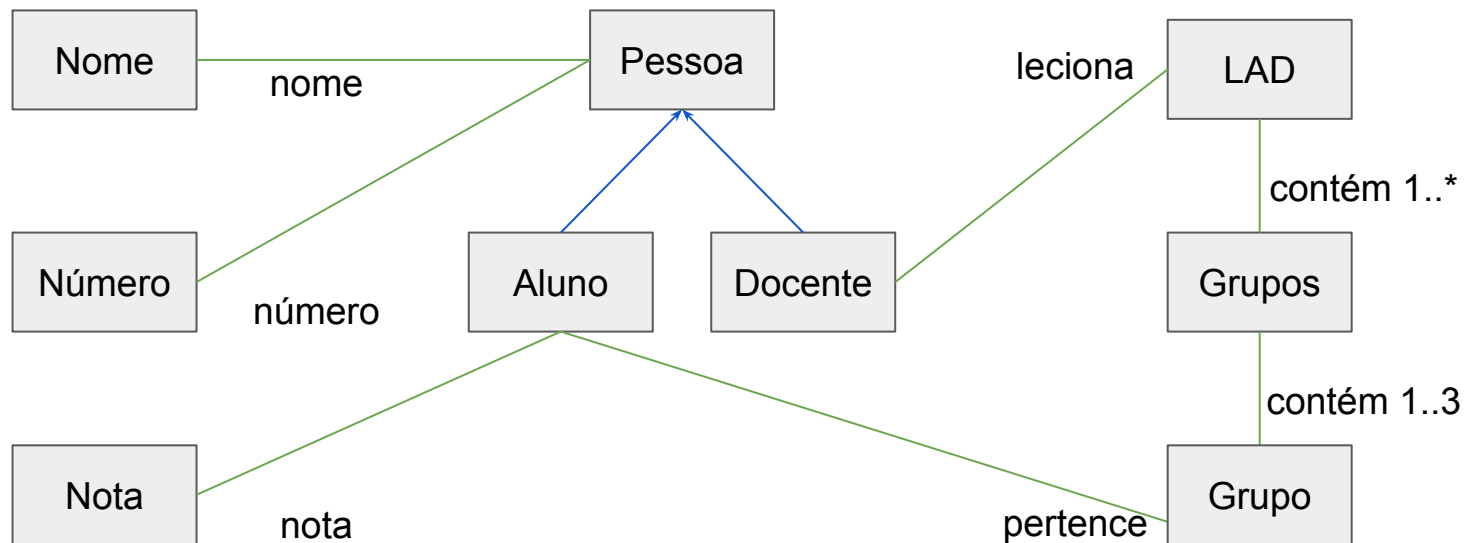 Nome
nome
Pessoa
leciona
LAD
contém 1..*
Número
número
Aluno
Docente
Grupos
contém 1..3
Nota
nota
pertence
Grupo